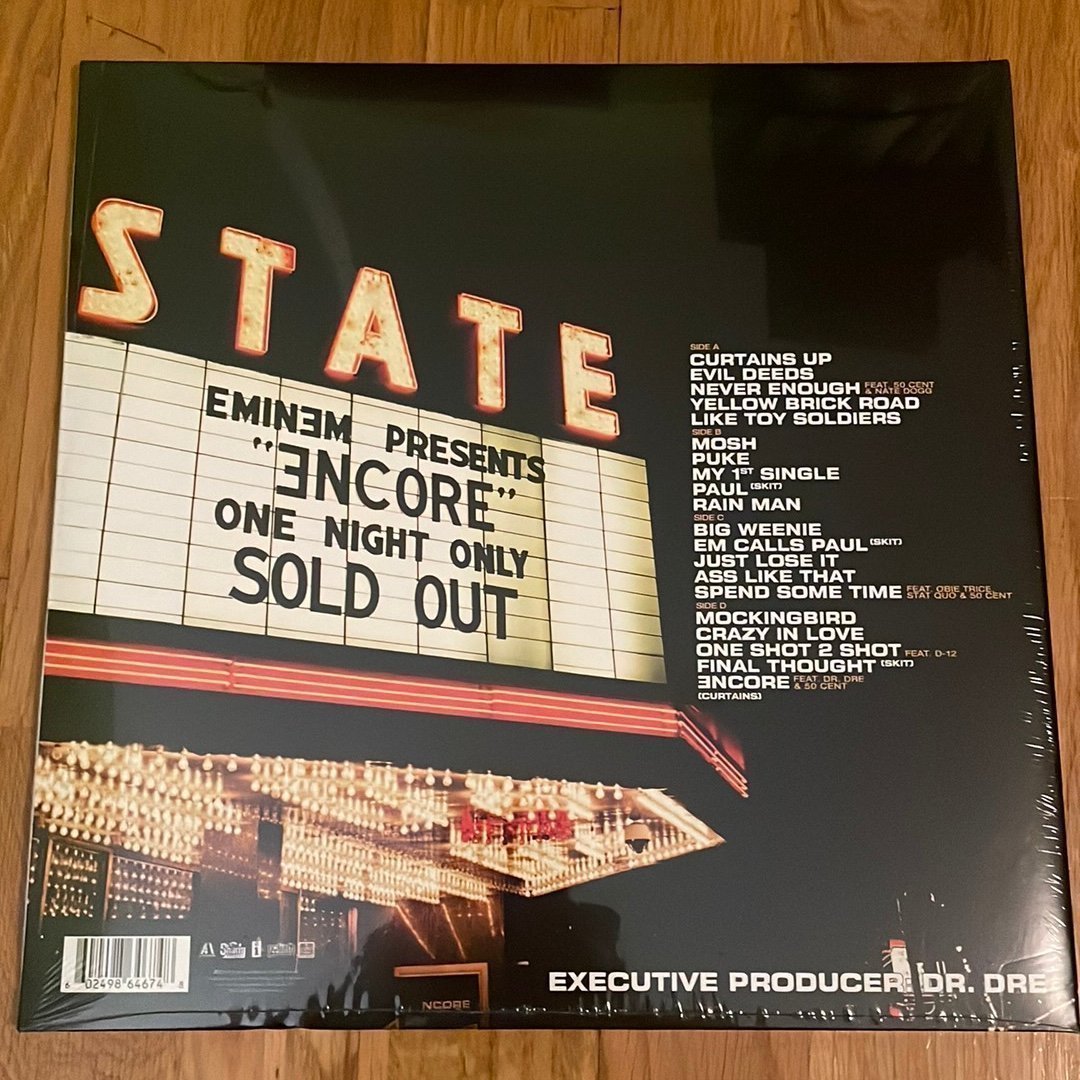 STATE
EMINƎM PRESENTS
"ƎNCORE"
ONE NIGHT ONLY
SOLD OUT
SIDE A
CURTAINS UP
EVIL DEEDS
NEVER ENOUGH FEAT. 50 CENT & NATE DOGG
YELLOW BRICK ROAD
LIKE TOY SOLDIERS
SIDE B
MOSH
PUKE
MY 1ST SINGLE
PAUL (SKIT)
RAIN MAN
SIDE C
BIG WEENIE
EM CALLS PAUL (SKIT)
JUST LOSE IT
ASS LIKE THAT
SPEND SOME TIME FEAT. OBIE TRICE, STAT QUO & 50 CENT
SIDE D
MOCKINGBIRD
CRAZY IN LOVE
ONE SHOT 2 SHOT FEAT. D-12
FINAL THOUGHT (SKIT)
ƎNCORE FEAT. DR. DRE & 50 CENT
(CURTAINS)
NCORE
6 02498 64674 8
EXECUTIVE PRODUCER: DR. DRE